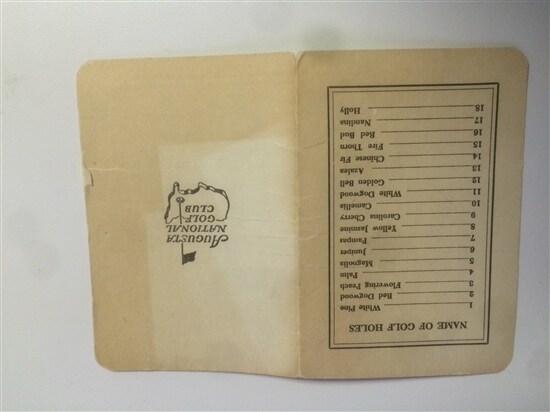 NAME OF GOLF HOLES
1 White Pine
2 Red Dogwood
3 Flowering Peach
4 Palm
5 Magnolia
6 Juniper
7 Pampas
8 Yellow Jasmine
9 Carolina Cherry
10 Camellia
11 White Dogwood
12 Golden Bell
13 Azalea
14 Chinese Fir
15 Fire Thorn
16 Red Bud
17 Nandina
18 Holly
AUGUSTA
NATIONAL
GOLF
CLUB